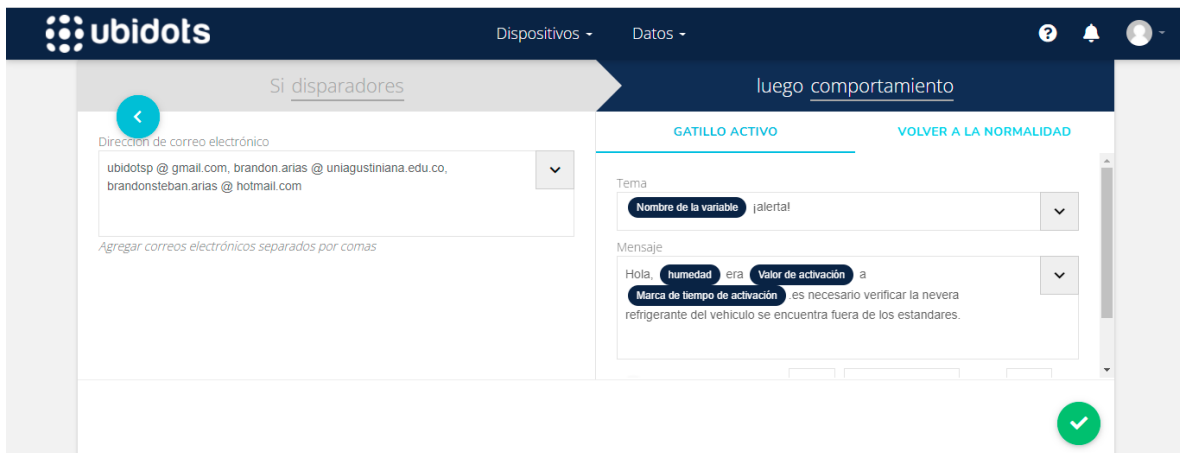 ubidots
Dispositivos
Datos
Si disparadores
luego comportamiento
Dirección de correo electrónico
ubidotsp @ gmail.com, brandon.arias @ uniagustiniana.edu.co,
brandonsteban.arias @ hotmail.com
Agregar correos electrónicos separados por comas
GATILLO ACTIVO
VOLVER A LA NORMALIDAD
Tema
Nombre de la variable ¡alerta!
Mensaje
Hola, humedad era Valor de activación a
Marca de tiempo de activación .es necesario verificar la nevera
refrigerante del vehiculo se encuentra fuera de los estandares.